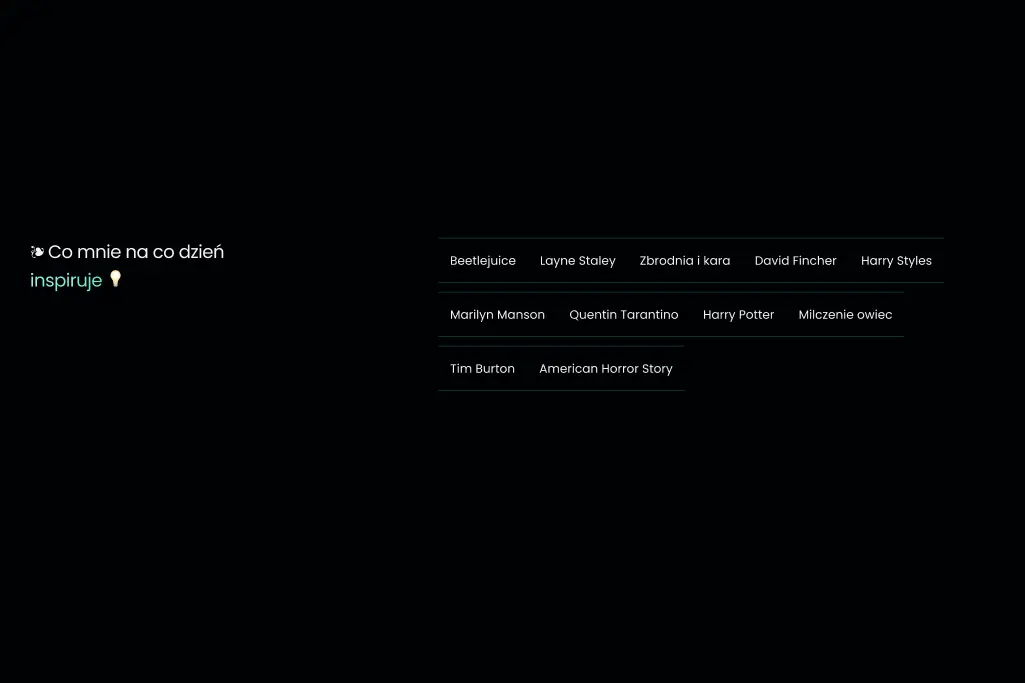 ❧ Co mnie na co dzień
inspiruje 💡
Beetlejuice Layne Staley Zbrodnia i kara David Fincher Harry Styles
Marilyn Manson Quentin Tarantino Harry Potter Milczenie owiec
Tim Burton American Horror Story